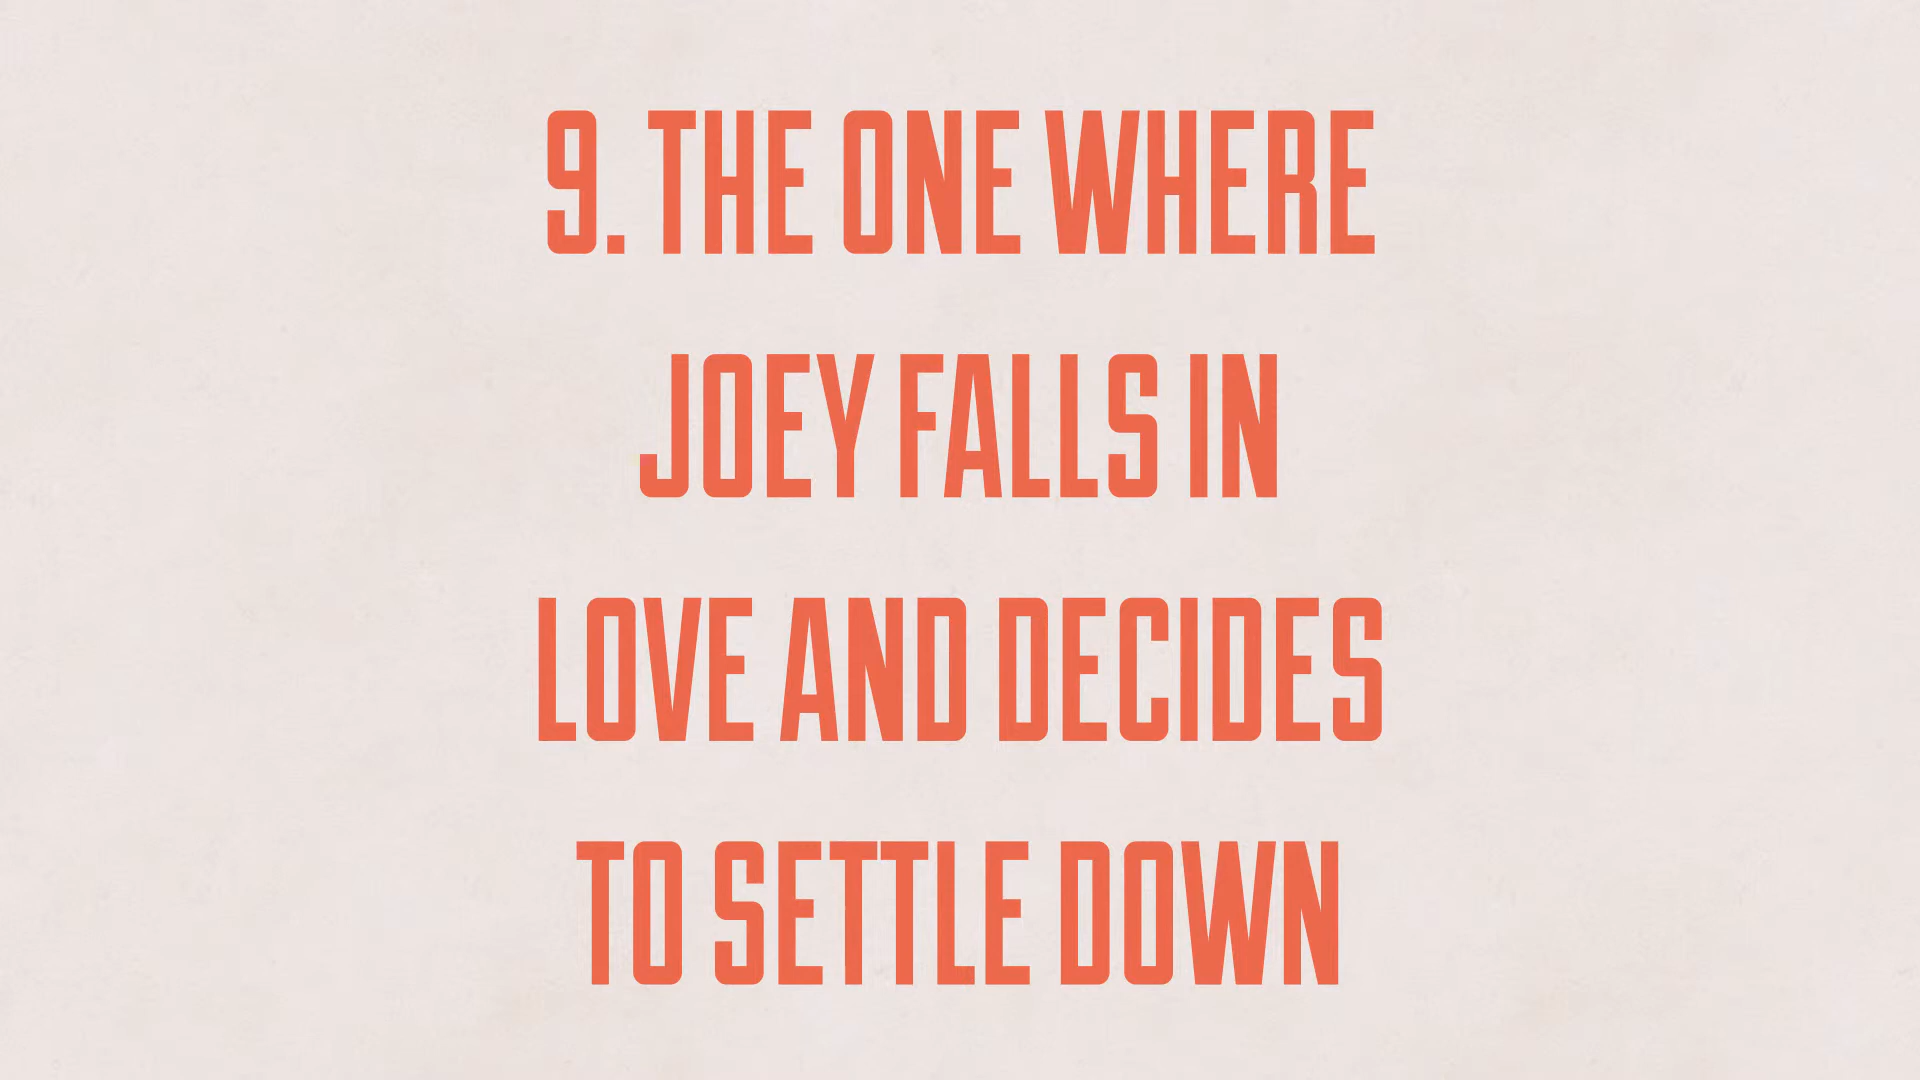 9. THE ONE WHERE
JOEY FALLS IN
LOVE AND DECIDES
TO SETTLE DOWN